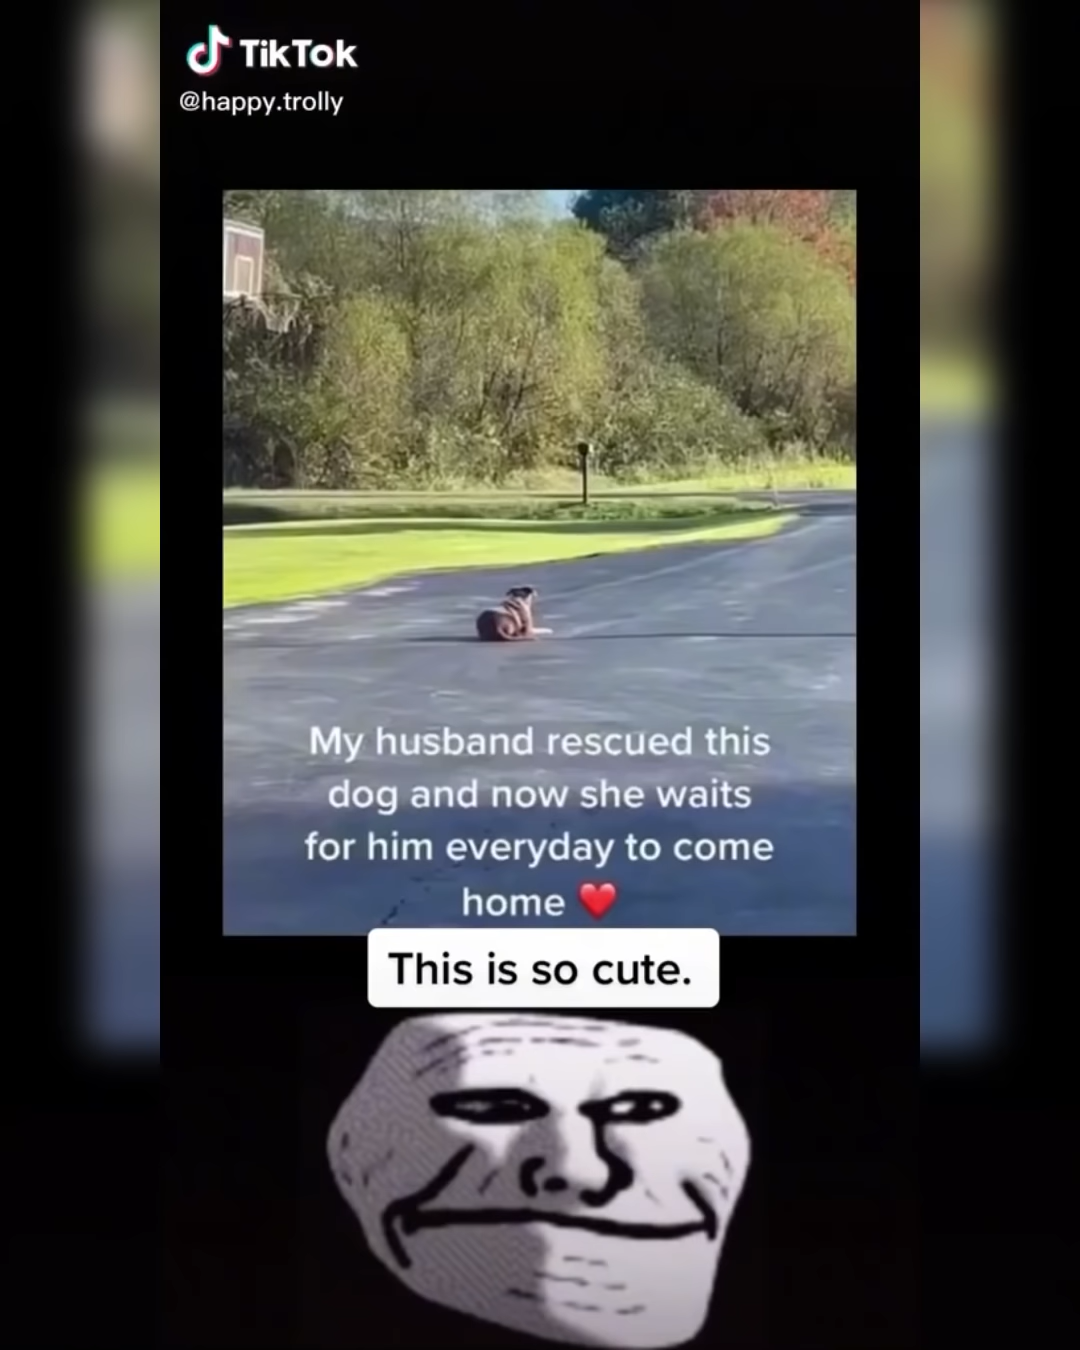 TikTok
@happy.trolly
My husband rescued this
dog and now she waits
for him everyday to come
home ❤️
This is so cute.